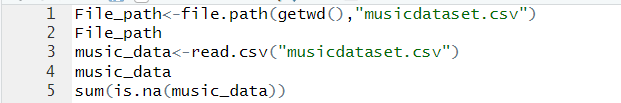 1 File_path<-file.path(getwd(),"musicdataset.csv")
2 File_path
3 music_data<-read.csv("musicdataset.csv")
4 music_data
5 sum(is.na(music_data))